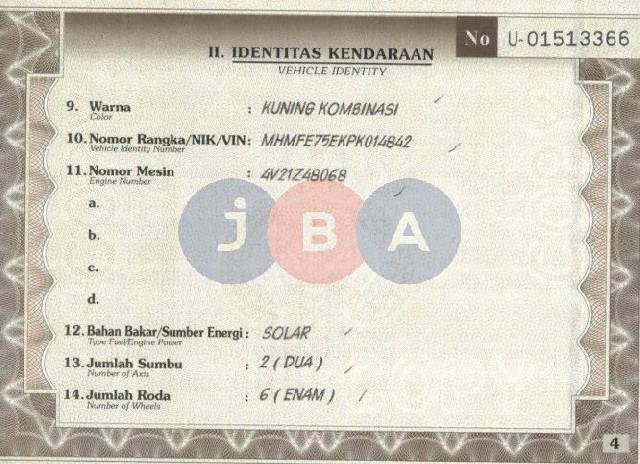 No U-01513366
II. IDENTITAS KENDARAAN
VEHICLE IDENTITY
9. Warna : KUNING KOMBINASI
Color
10. Nomor Rangka/NIK/VIN: MHMFE75EKPK014842
Vehicle Identity Number
11. Nomor Mesin : 4V21Z48068
Engine Number
a.
b.
c.
d.
JBA
12. Bahan Bakar/Sumber Energi : SOLAR
Type Fuel/Engine Power
13. Jumlah Sumbu : 2 ( DUA )
Number of Axis
14. Jumlah Roda : 6 ( ENAM )
Number of Wheels
4